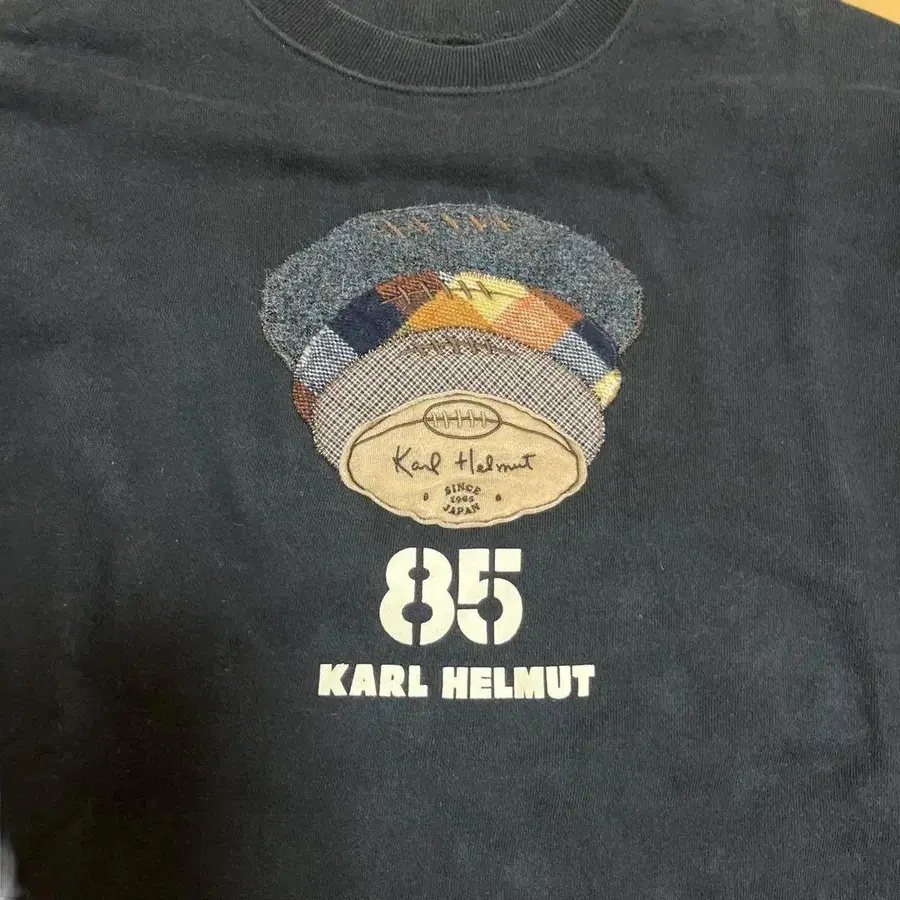 Karl Helmut
SINCE
1985
JAPAN
85
KARL HELMUT